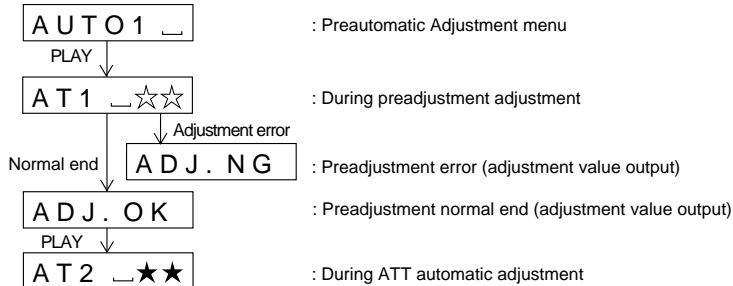 AUTO1 ⎵ : Preautomatic Adjustment menu
PLAY
AT1 ⎵☆☆ : During preadjustment adjustment
Adjustment error
Normal end
ADJ. NG : Preadjustment error (adjustment value output)
ADJ. OK : Preadjustment normal end (adjustment value output)
PLAY
AT2 ⎵★★ : During ATT automatic adjustment